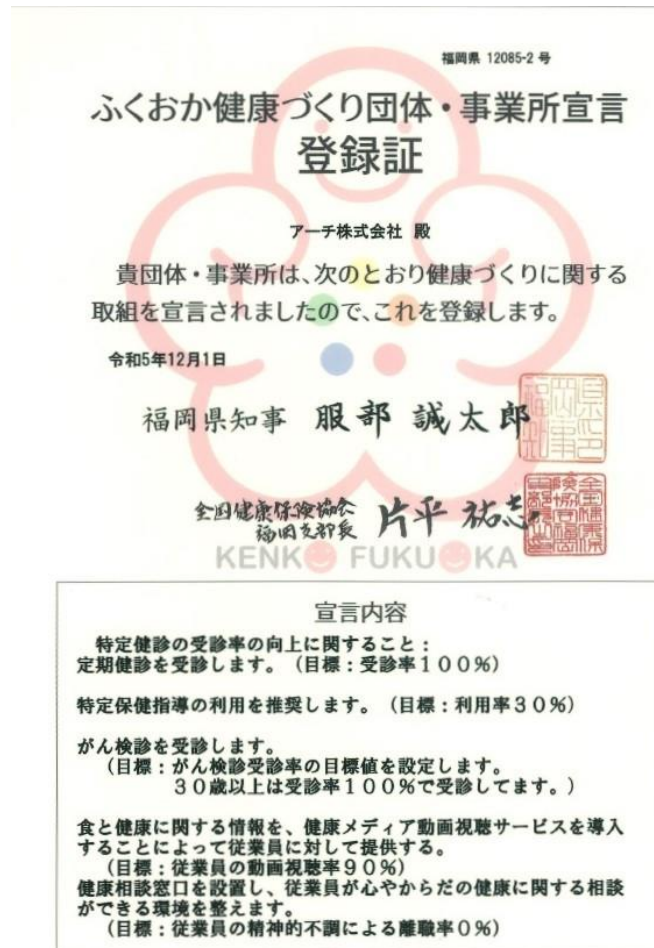 福岡県 12085-2 号
ふくおか健康づくり団体・事業所宣言
登録証
アーチ株式会社 殿
貴団体・事業所は、次のとおり健康づくりに関する
取組を宣言されましたので、これを登録します。
令和5年12月1日
福岡県知事 服部 誠太郎
全国健康保険協会
福岡支部長 片平 祐志
KENKO FUKUOKA
宣言内容
特定健診の受診率の向上に関すること：
定期健診を受診します。（目標：受診率１００％）
特定保健指導の利用を推奨します。（目標：利用率３０％）
がん検診を受診します。
（目標：がん検診受診率の目標値を設定します。
３０歳以上は受診率１００％で受診してます。）
食と健康に関する情報を、健康メディア動画視聴サービスを導入
することによって従業員に対して提供する。
（目標：従業員の動画視聴率９０％）
健康相談窓口を設置し、従業員が心やからだの健康に関する相談
ができる環境を整えます。
（目標：従業員の精神的不調による離職率０％）